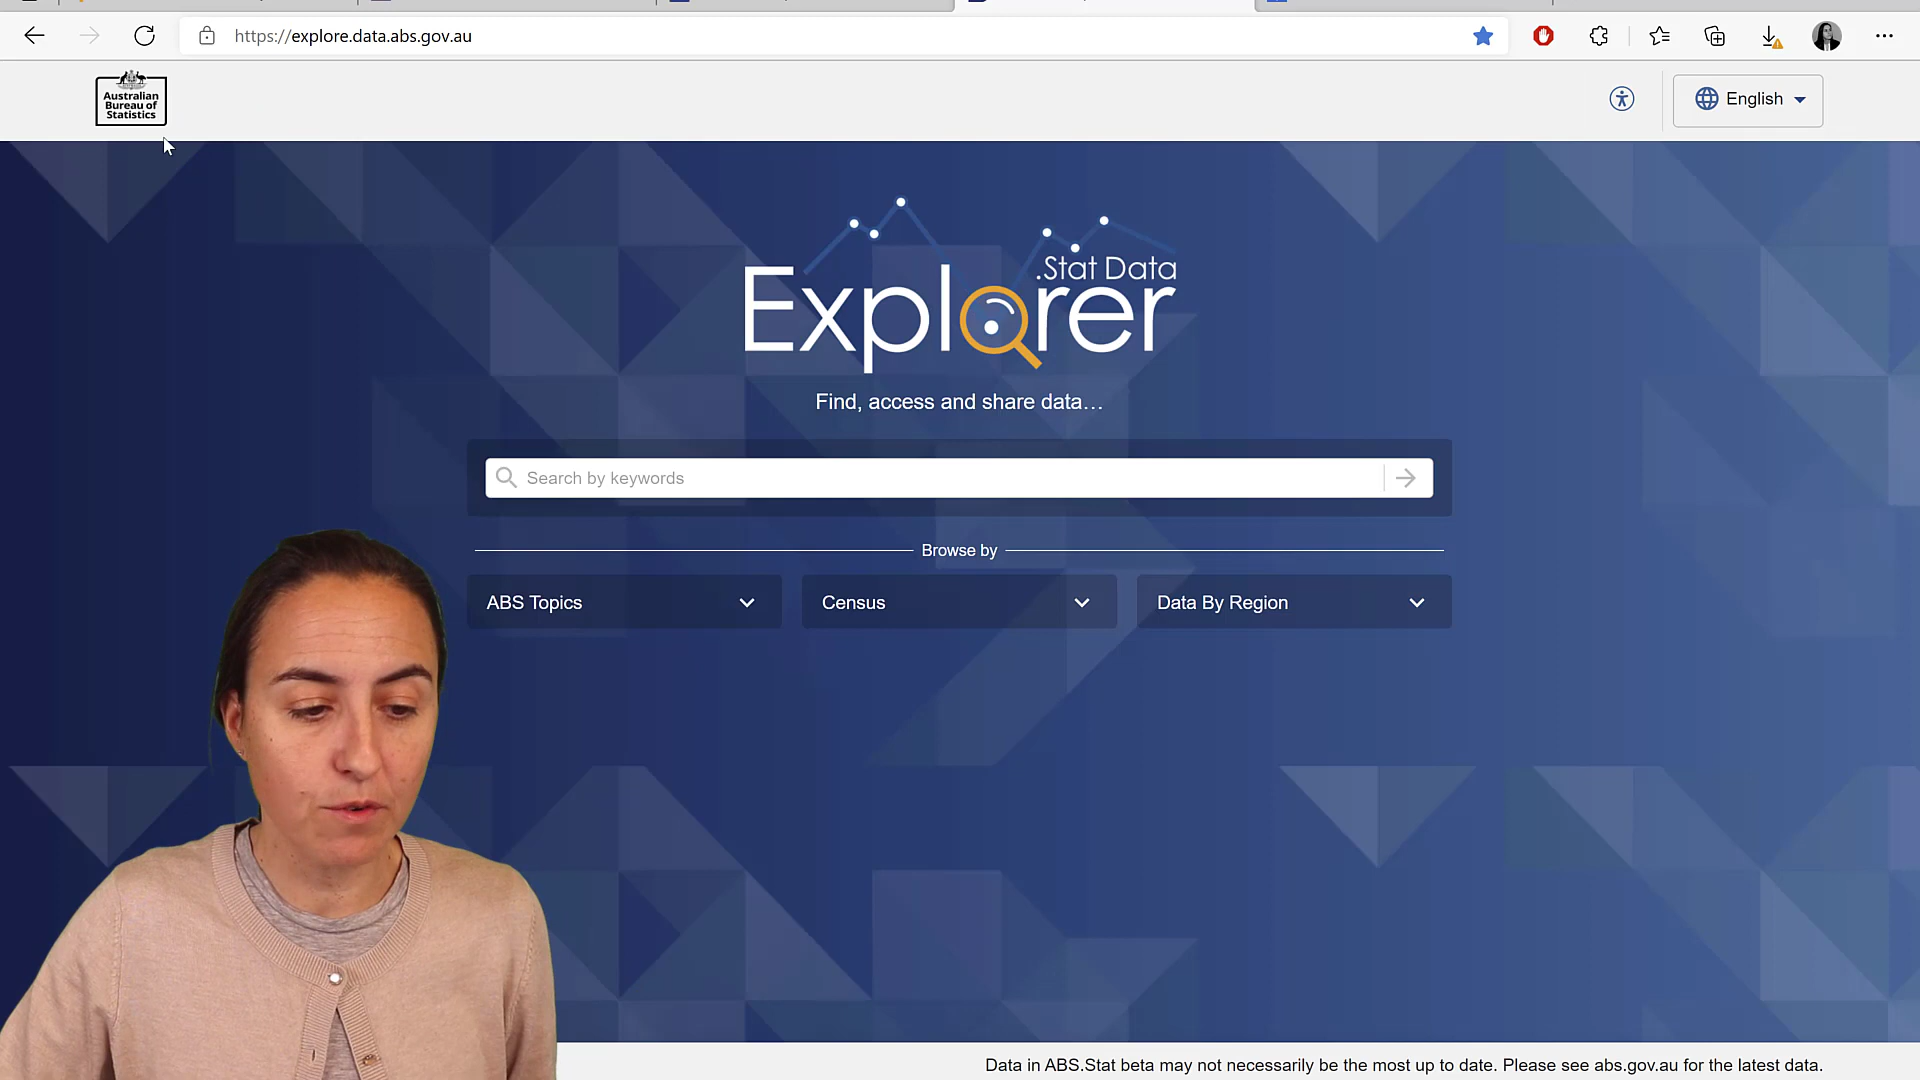 https://explore.data.abs.gov.au
Australian
Bureau of
Statistics
English
.Stat Data
Explorer
Find, access and share data…
Search by keywords
Browse by
ABS Topics
Census
Data By Region
Data in ABS.Stat beta may not necessarily be the most up to date. Please see abs.gov.au for the latest data.